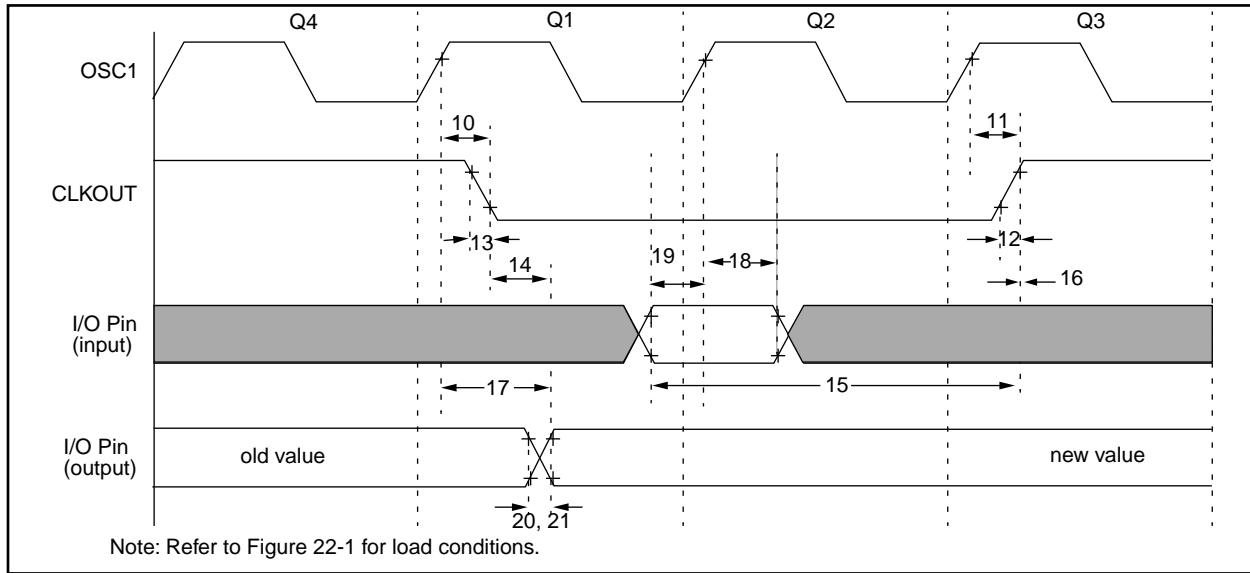 Q4 Q1 Q2 Q3
OSC1
10 11
CLKOUT
13 12
14 19 18 16
I/O Pin
(input)
17 15
I/O Pin
(output)
old value new value
20, 21
Note: Refer to Figure 22-1 for load conditions.